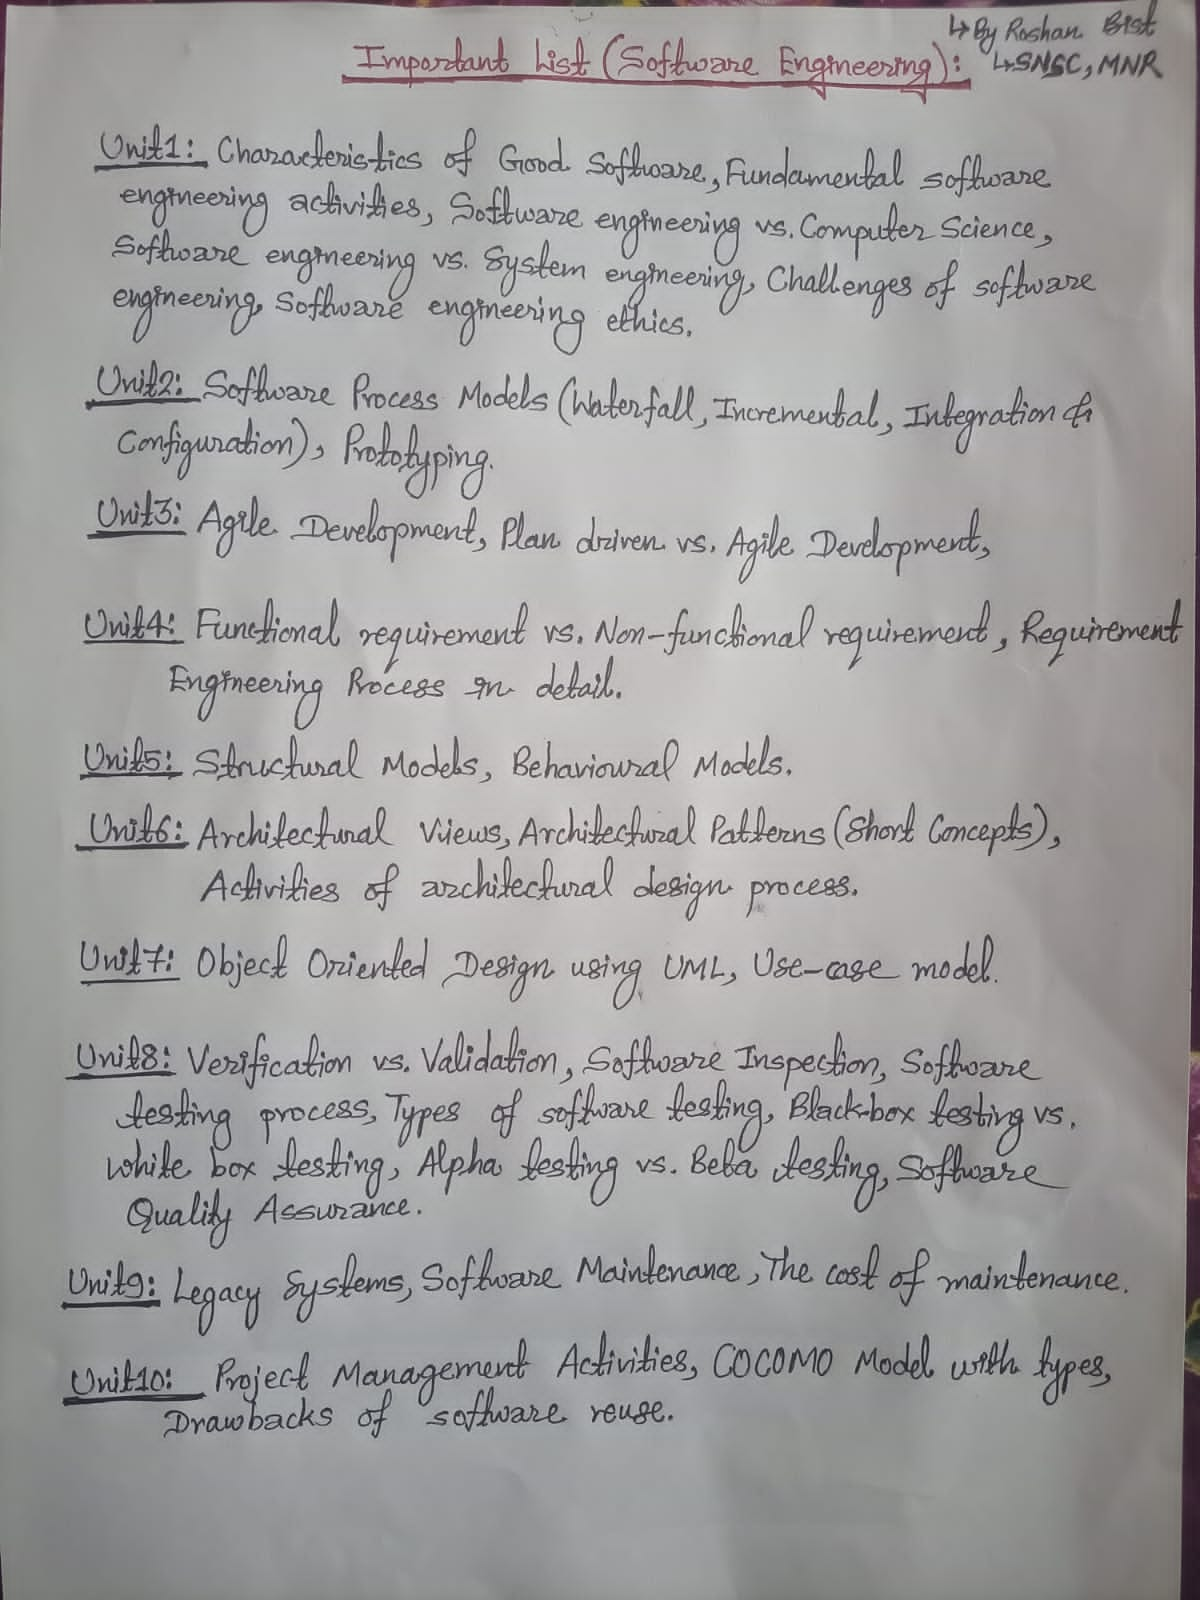 ↳By Roshan Bist
Important List (Software Engineering):
↳SNSC, MNR
Unit1: Characteristics of Good Software, Fundamental software
engineering activities, Software engineering vs. Computer Science,
Software engineering vs. System engineering, Challenges of software
engineering, Software engineering ethics.
Unit2: Software Process Models (Waterfall, Incremental, Integration &
Configuration), Prototyping.
Unit3: Agile Development, Plan driven vs. Agile Development,
Unit4: Functional requirement vs. Non-functional requirement, Requirement
Engineering Process in detail.
Unit5: Structural Models, Behavioural Models.
Unit6: Architectural Views, Architectural Patterns (Short Concepts),
Activities of architectural design process.
Unit7: Object Oriented Design using UML, Use-case model.
Unit8: Verification vs. Validation, Software Inspection, Software
testing process, Types of software testing, Black-box testing vs.
white box testing, Alpha testing vs. Beta testing, Software
Quality Assurance.
Unit9: Legacy Systems, Software Maintenance, The cost of maintenance.
Unit10: Project Management Activities, COCOMO Model with types,
Drawbacks of software reuse.